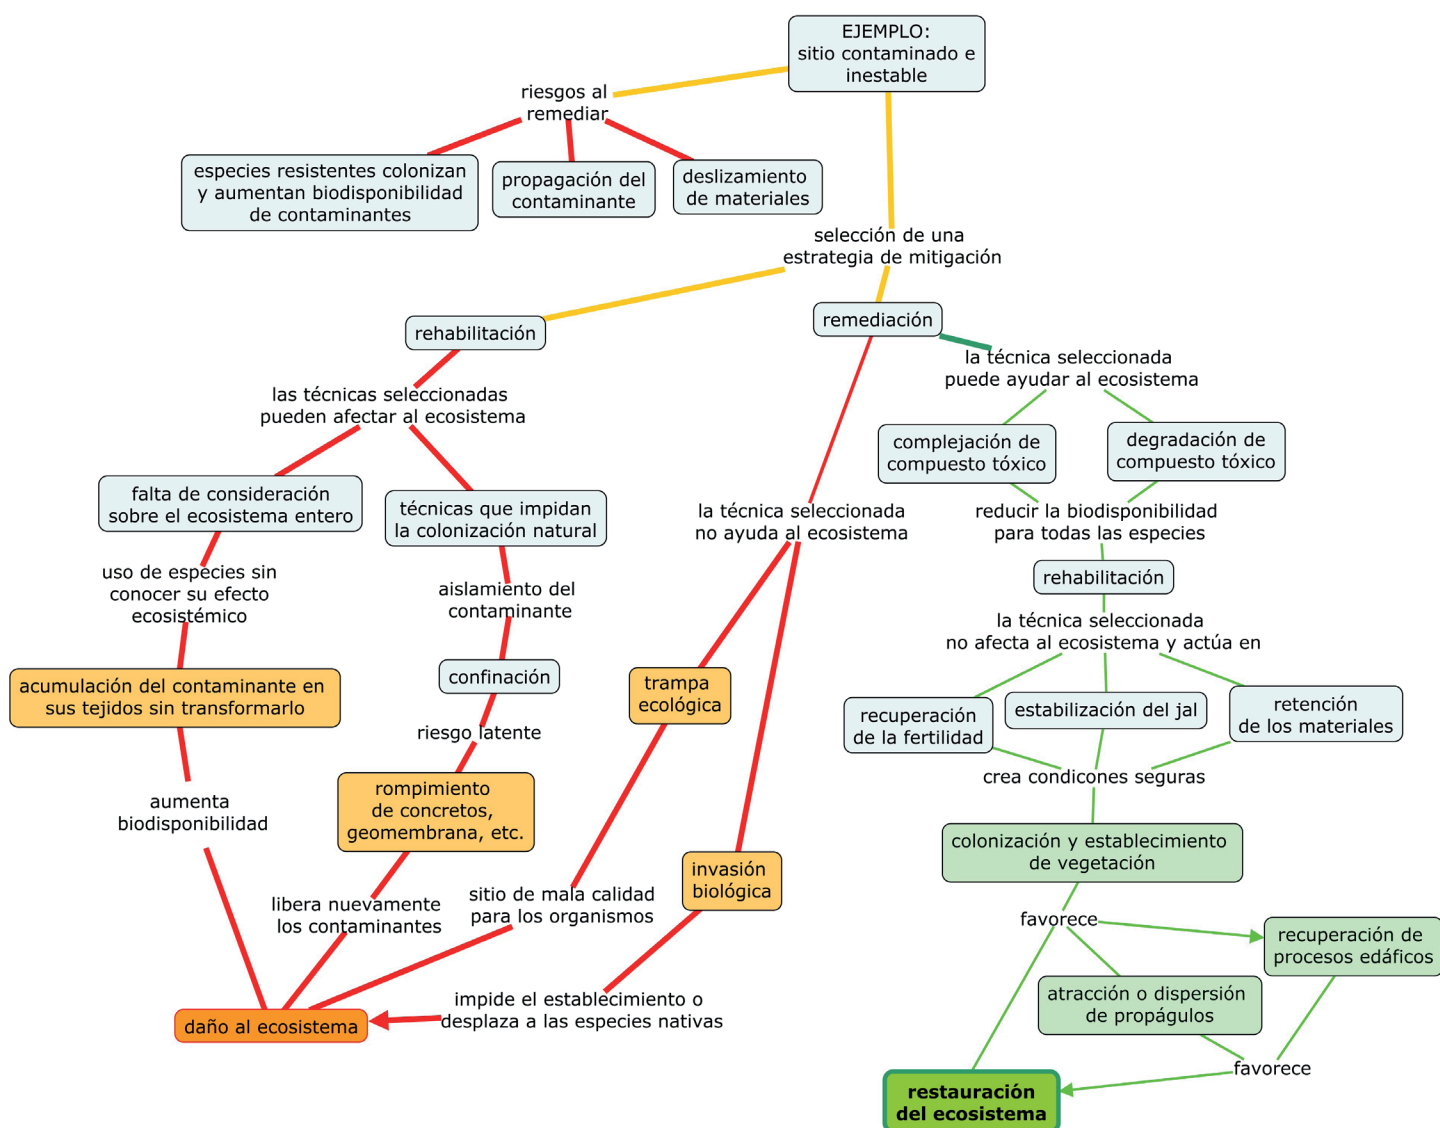 EJEMPLO:
sitio contaminado e
inestable
riesgos al
remediar
especies resistentes colonizan
y aumentan biodisponibilidad
de contaminantes
propagación del
contaminante
deslizamiento
de materiales
selección de una
estrategia de mitigación
rehabilitación
remediación
las técnicas seleccionadas
pueden afectar al ecosistema
la técnica seleccionada
puede ayudar al ecosistema
complejación de
compuesto tóxico
degradación de
compuesto tóxico
falta de consideración
sobre el ecosistema entero
técnicas que impidan
la colonización natural
la técnica seleccionada
no ayuda al ecosistema
reducir la biodisponibilidad
para todas las especies
uso de especies sin
conocer su efecto
ecosistémico
aislamiento del
contaminante
rehabilitación
la técnica seleccionada
no afecta al ecosistema y actúa en
acumulación del contaminante en
sus tejidos sin transformarlo
confinación
trampa
ecológica
recuperación
de la fertilidad
estabilización del jal
retención
de los materiales
riesgo latente
crea condicones seguras
aumenta
biodisponibilidad
rompimiento
de concretos,
geomembrana, etc.
colonización y establecimiento
de vegetación
invasión
biológica
libera nuevamente
los contaminantes
sitio de mala calidad
para los organismos
favorece
recuperación de
procesos edáficos
atracción o dispersión
de propágulos
daño al ecosistema
impide el establecimiento o
desplaza a las especies nativas
favorece
restauración
del ecosistema